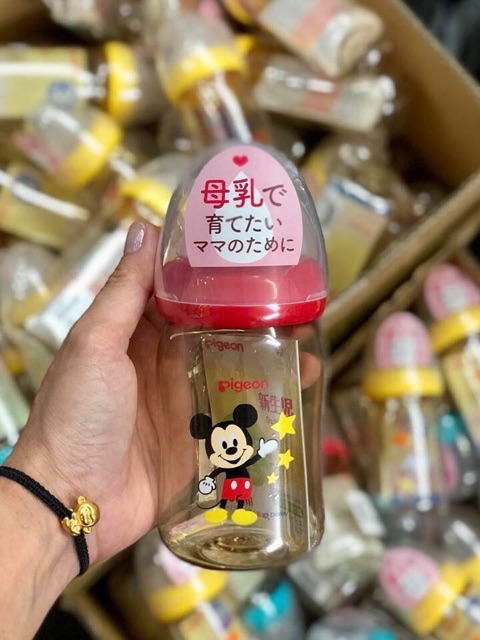 母乳で
育てたい
ママのために
pigeon
pigeon
新生児